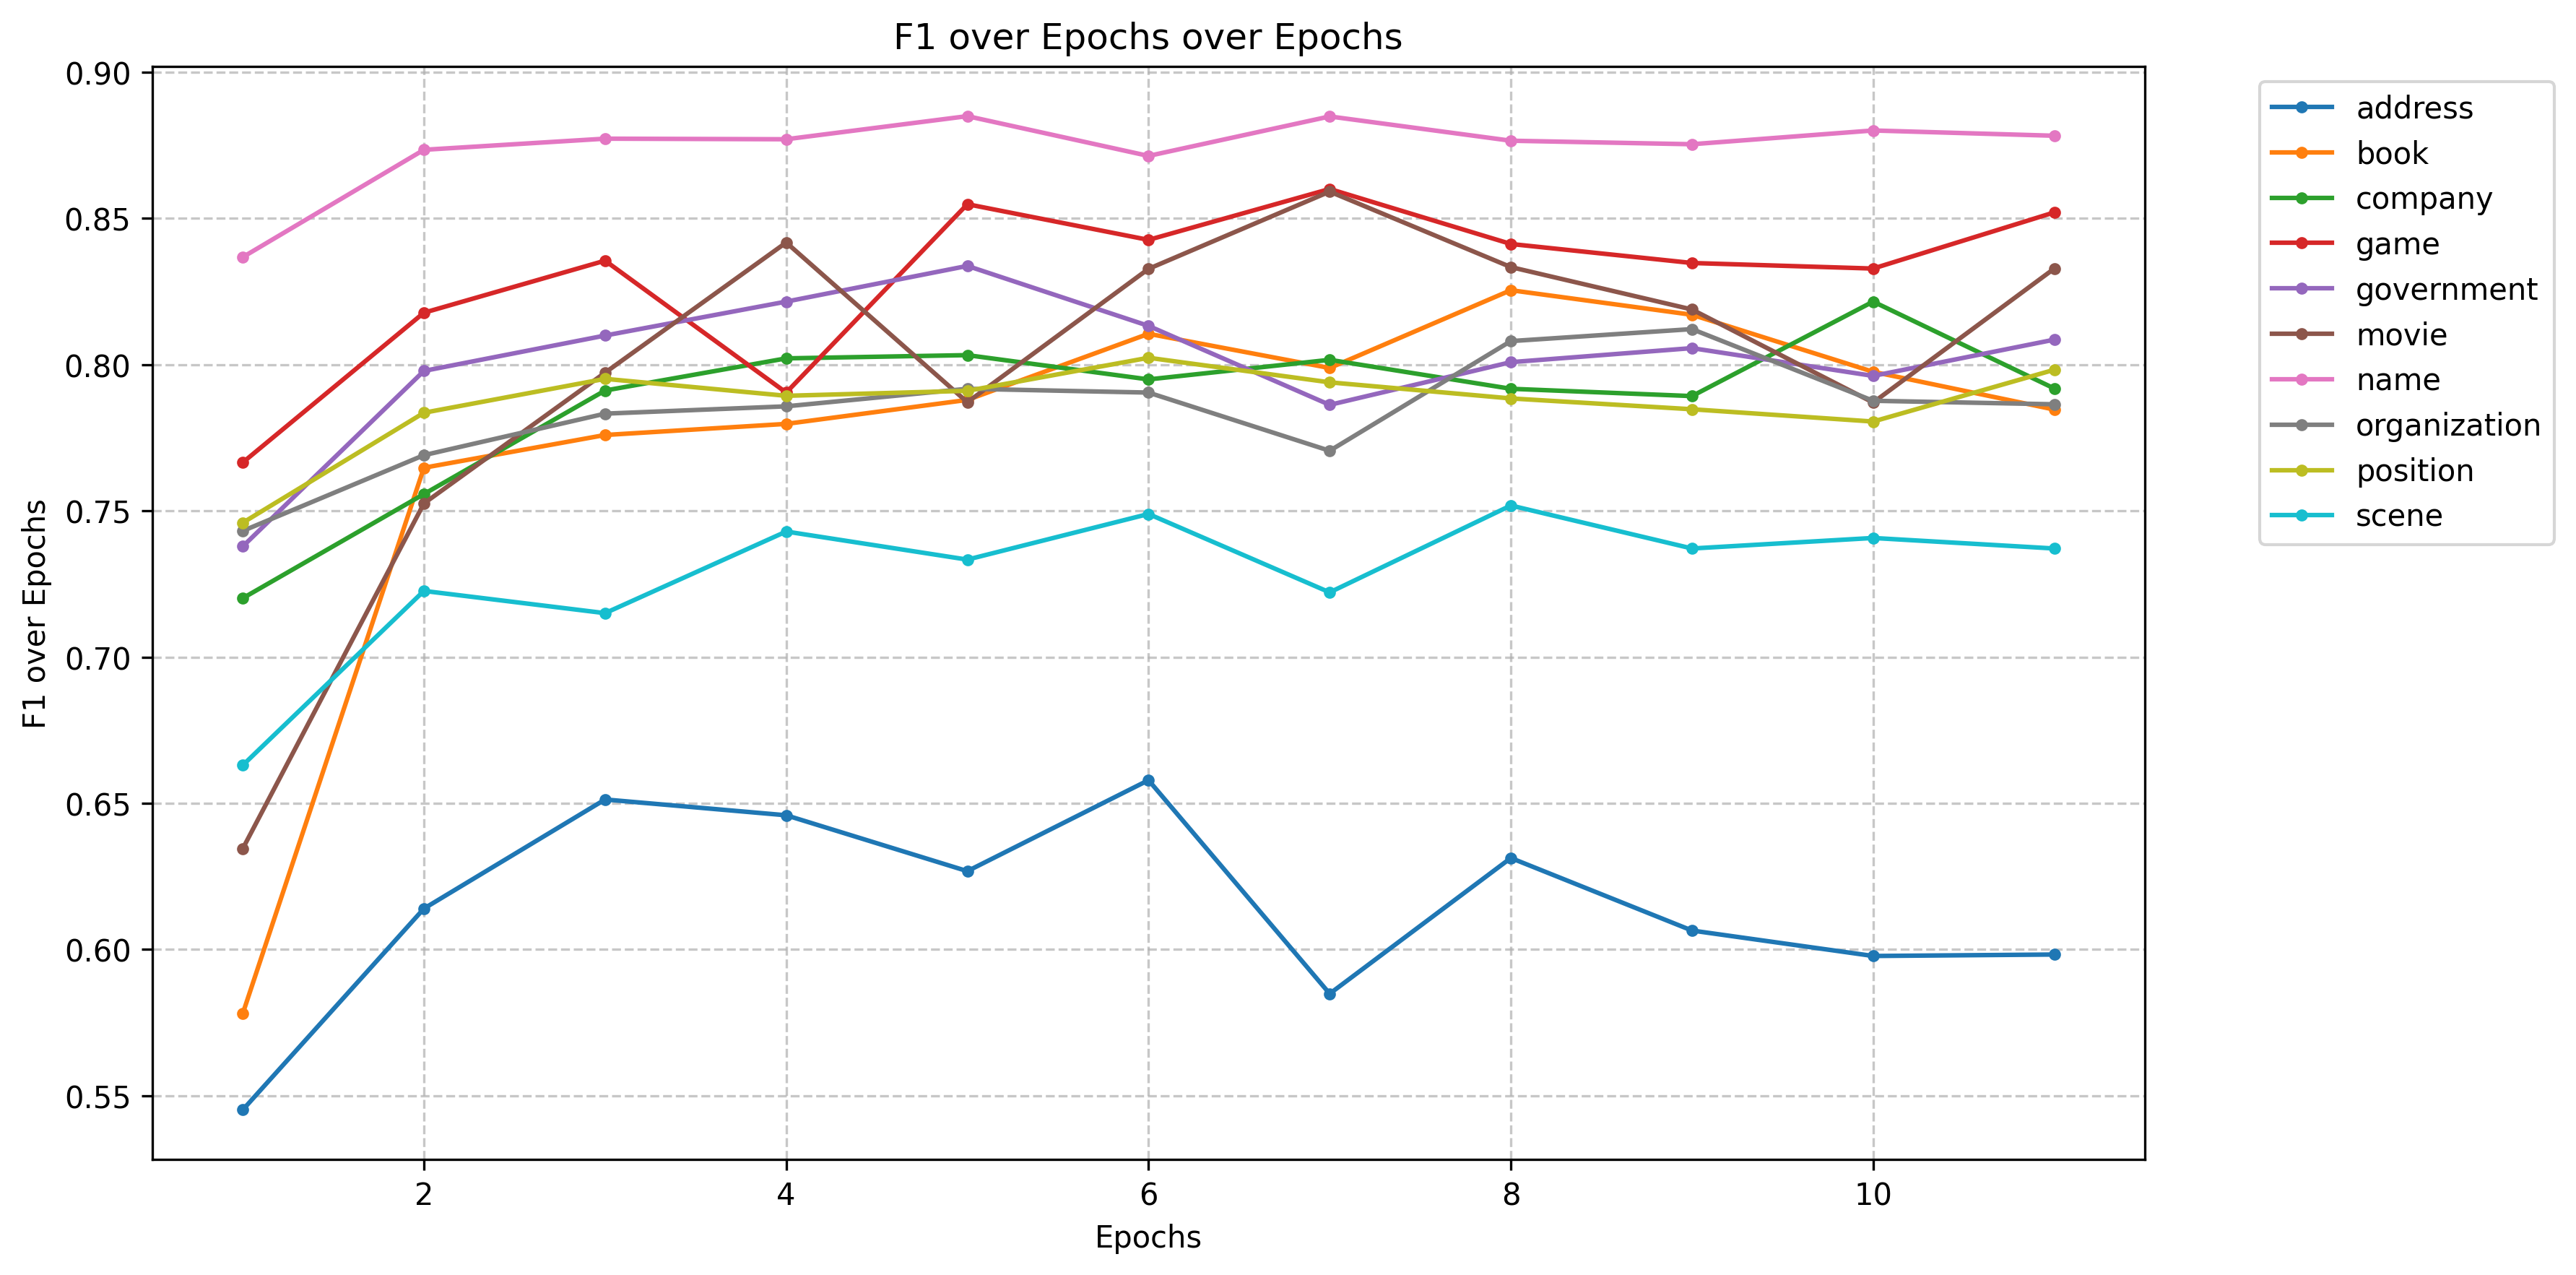 F1 over Epochs over Epochs
0.90
0.85
0.80
0.75
0.70
0.65
0.60
0.55
F1 over Epochs
2 4 6 8 10
Epochs
address
book
company
game
government
movie
name
organization
position
scene